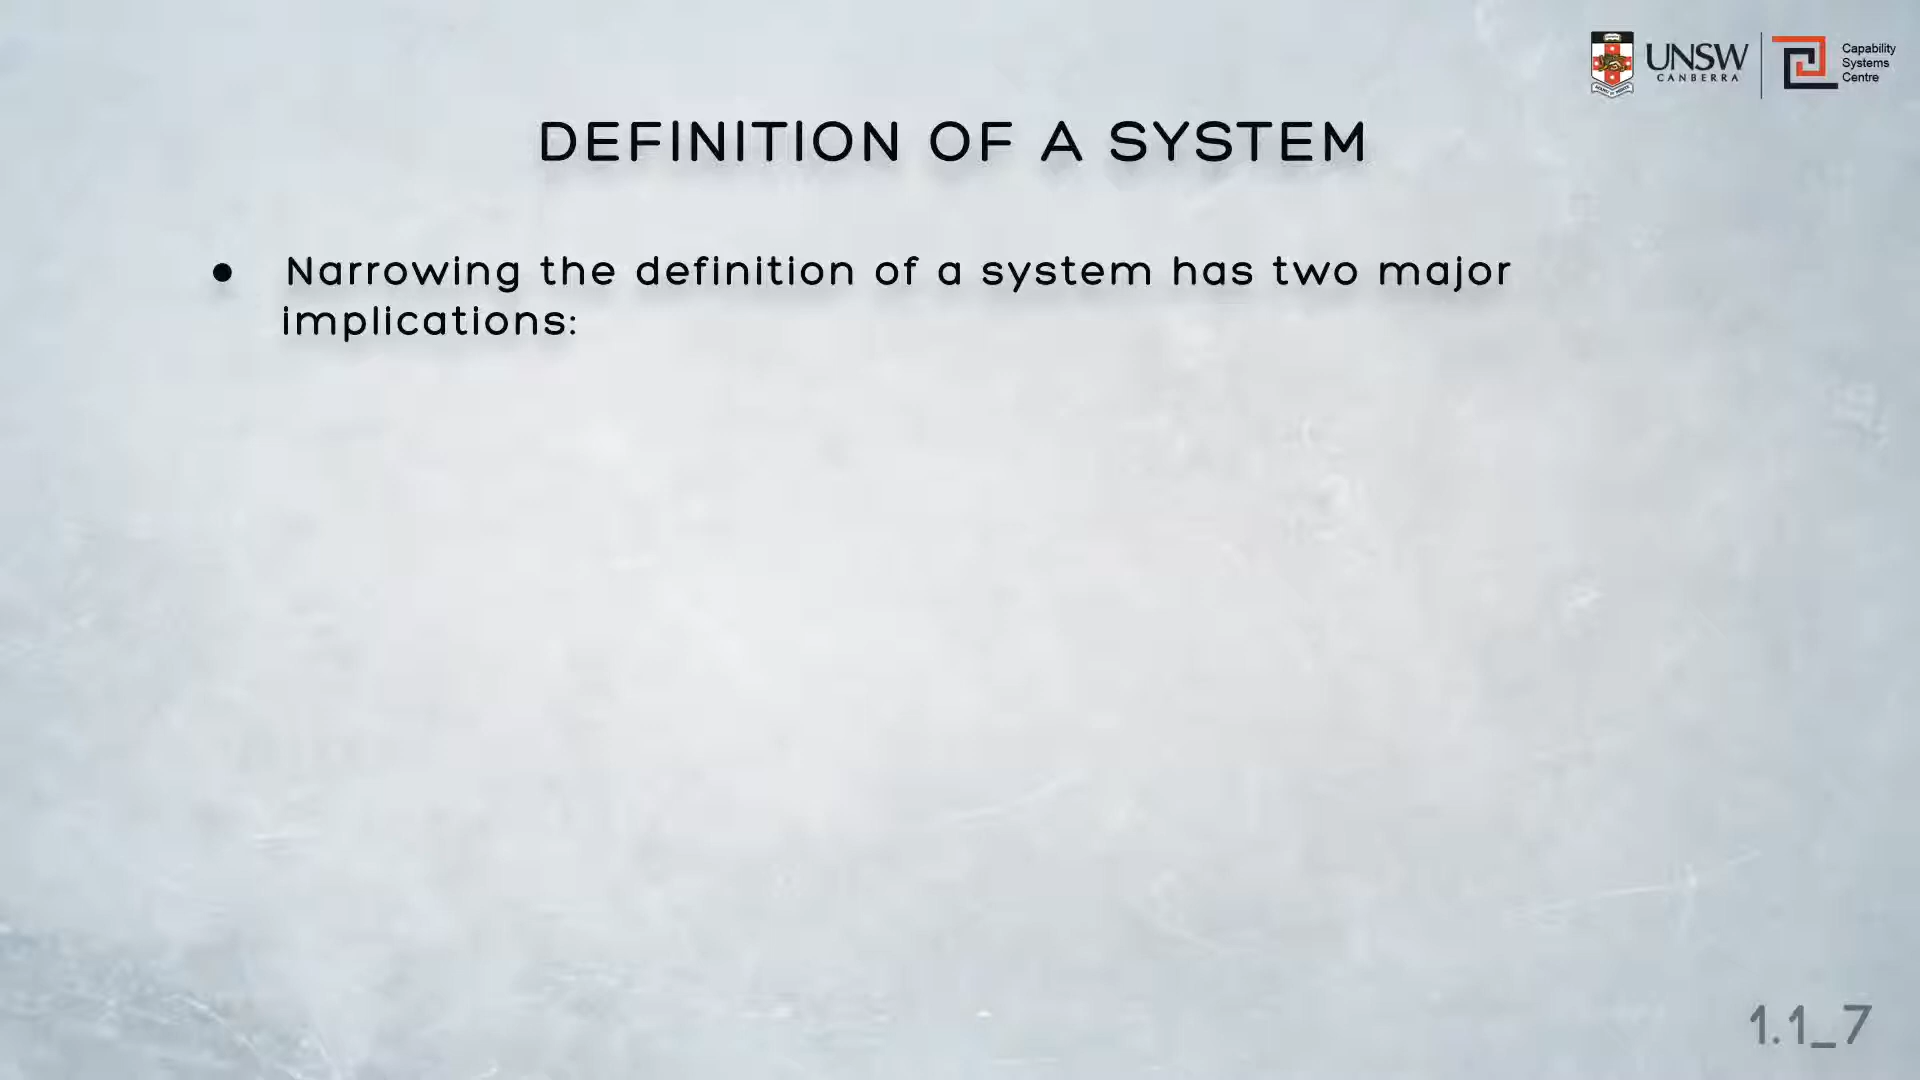 UNSW
CANBERRA
Capability
Systems
Centre
DEFINITION OF A SYSTEM
● Narrowing the definition of a system has two major
implications:
1.1_7